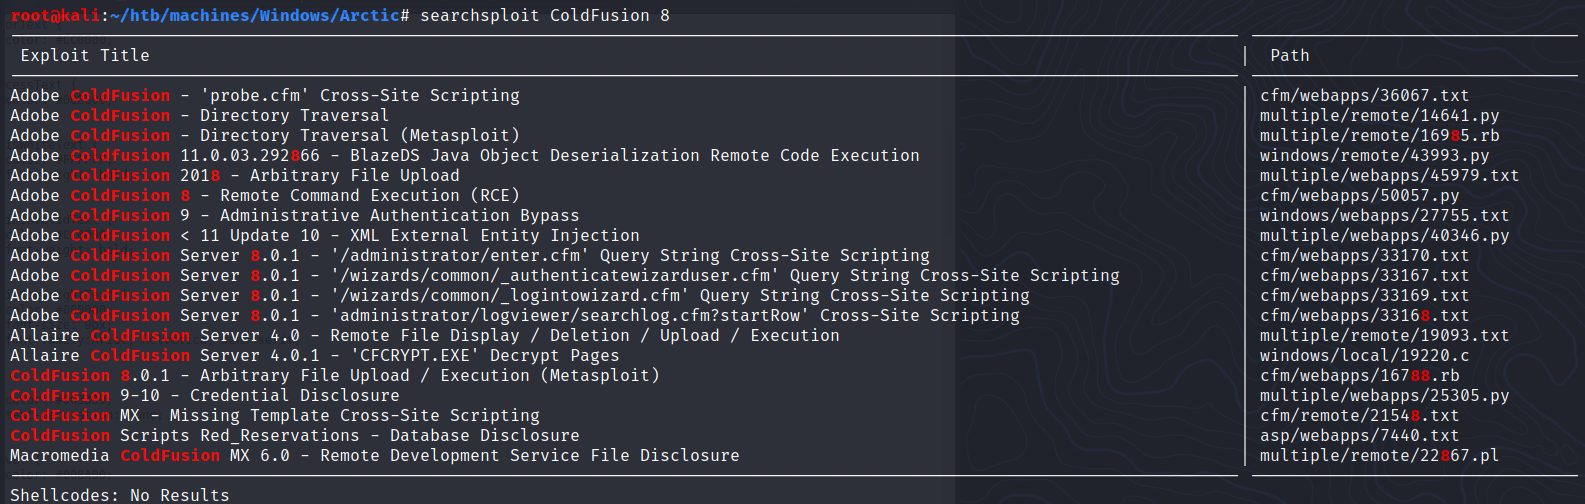 root@kali:~/htb/machines/Windows/Arctic# searchsploit ColdFusion 8
Exploit Title | Path
Adobe ColdFusion - 'probe.cfm' Cross-Site Scripting | cfm/webapps/36067.txt
Adobe ColdFusion - Directory Traversal | multiple/remote/14641.py
Adobe ColdFusion - Directory Traversal (Metasploit) | multiple/remote/16985.rb
Adobe Coldfusion 11.0.03.292866 - BlazeDS Java Object Deserialization Remote Code Execution | windows/remote/43993.py
Adobe ColdFusion 2018 - Arbitrary File Upload | multiple/webapps/45979.txt
Adobe ColdFusion 8 - Remote Command Execution (RCE) | cfm/webapps/50057.py
Adobe ColdFusion 9 - Administrative Authentication Bypass | windows/webapps/27755.txt
Adobe ColdFusion < 11 Update 10 - XML External Entity Injection | multiple/webapps/40346.py
Adobe ColdFusion Server 8.0.1 - '/administrator/enter.cfm' Query String Cross-Site Scripting | cfm/webapps/33170.txt
Adobe ColdFusion Server 8.0.1 - '/wizards/common/_authenticatewizarduser.cfm' Query String Cross-Site Scripting | cfm/webapps/33167.txt
Adobe ColdFusion Server 8.0.1 - '/wizards/common/_logintowizard.cfm' Query String Cross-Site Scripting | cfm/webapps/33169.txt
Adobe ColdFusion Server 8.0.1 - 'administrator/logviewer/searchlog.cfm?startRow' Cross-Site Scripting | cfm/webapps/33168.txt
Allaire ColdFusion Server 4.0 - Remote File Display / Deletion / Upload / Execution | multiple/remote/19093.txt
Allaire ColdFusion Server 4.0.1 - 'CFCRYPT.EXE' Decrypt Pages | windows/local/19220.c
ColdFusion 8.0.1 - Arbitrary File Upload / Execution (Metasploit) | cfm/webapps/16788.rb
ColdFusion 9-10 - Credential Disclosure | multiple/webapps/25305.py
ColdFusion MX - Missing Template Cross-Site Scripting | cfm/remote/21548.txt
ColdFusion Scripts Red_Reservations - Database Disclosure | asp/webapps/7440.txt
Macromedia ColdFusion MX 6.0 - Remote Development Service File Disclosure | multiple/remote/22867.pl
Shellcodes: No Results